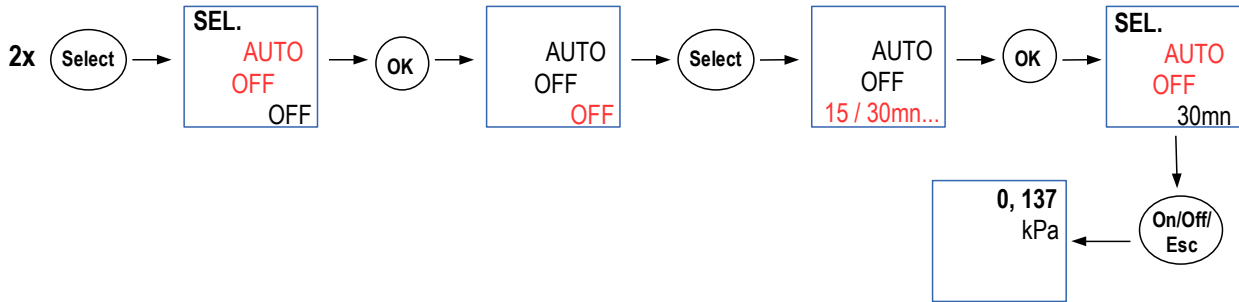 2x
Select
SEL.
AUTO
OFF
OFF
OK
AUTO
OFF
OFF
Select
AUTO
OFF
15 / 30mn...
OK
SEL.
AUTO
OFF
30mn
On/Off/
Esc
0, 137
kPa